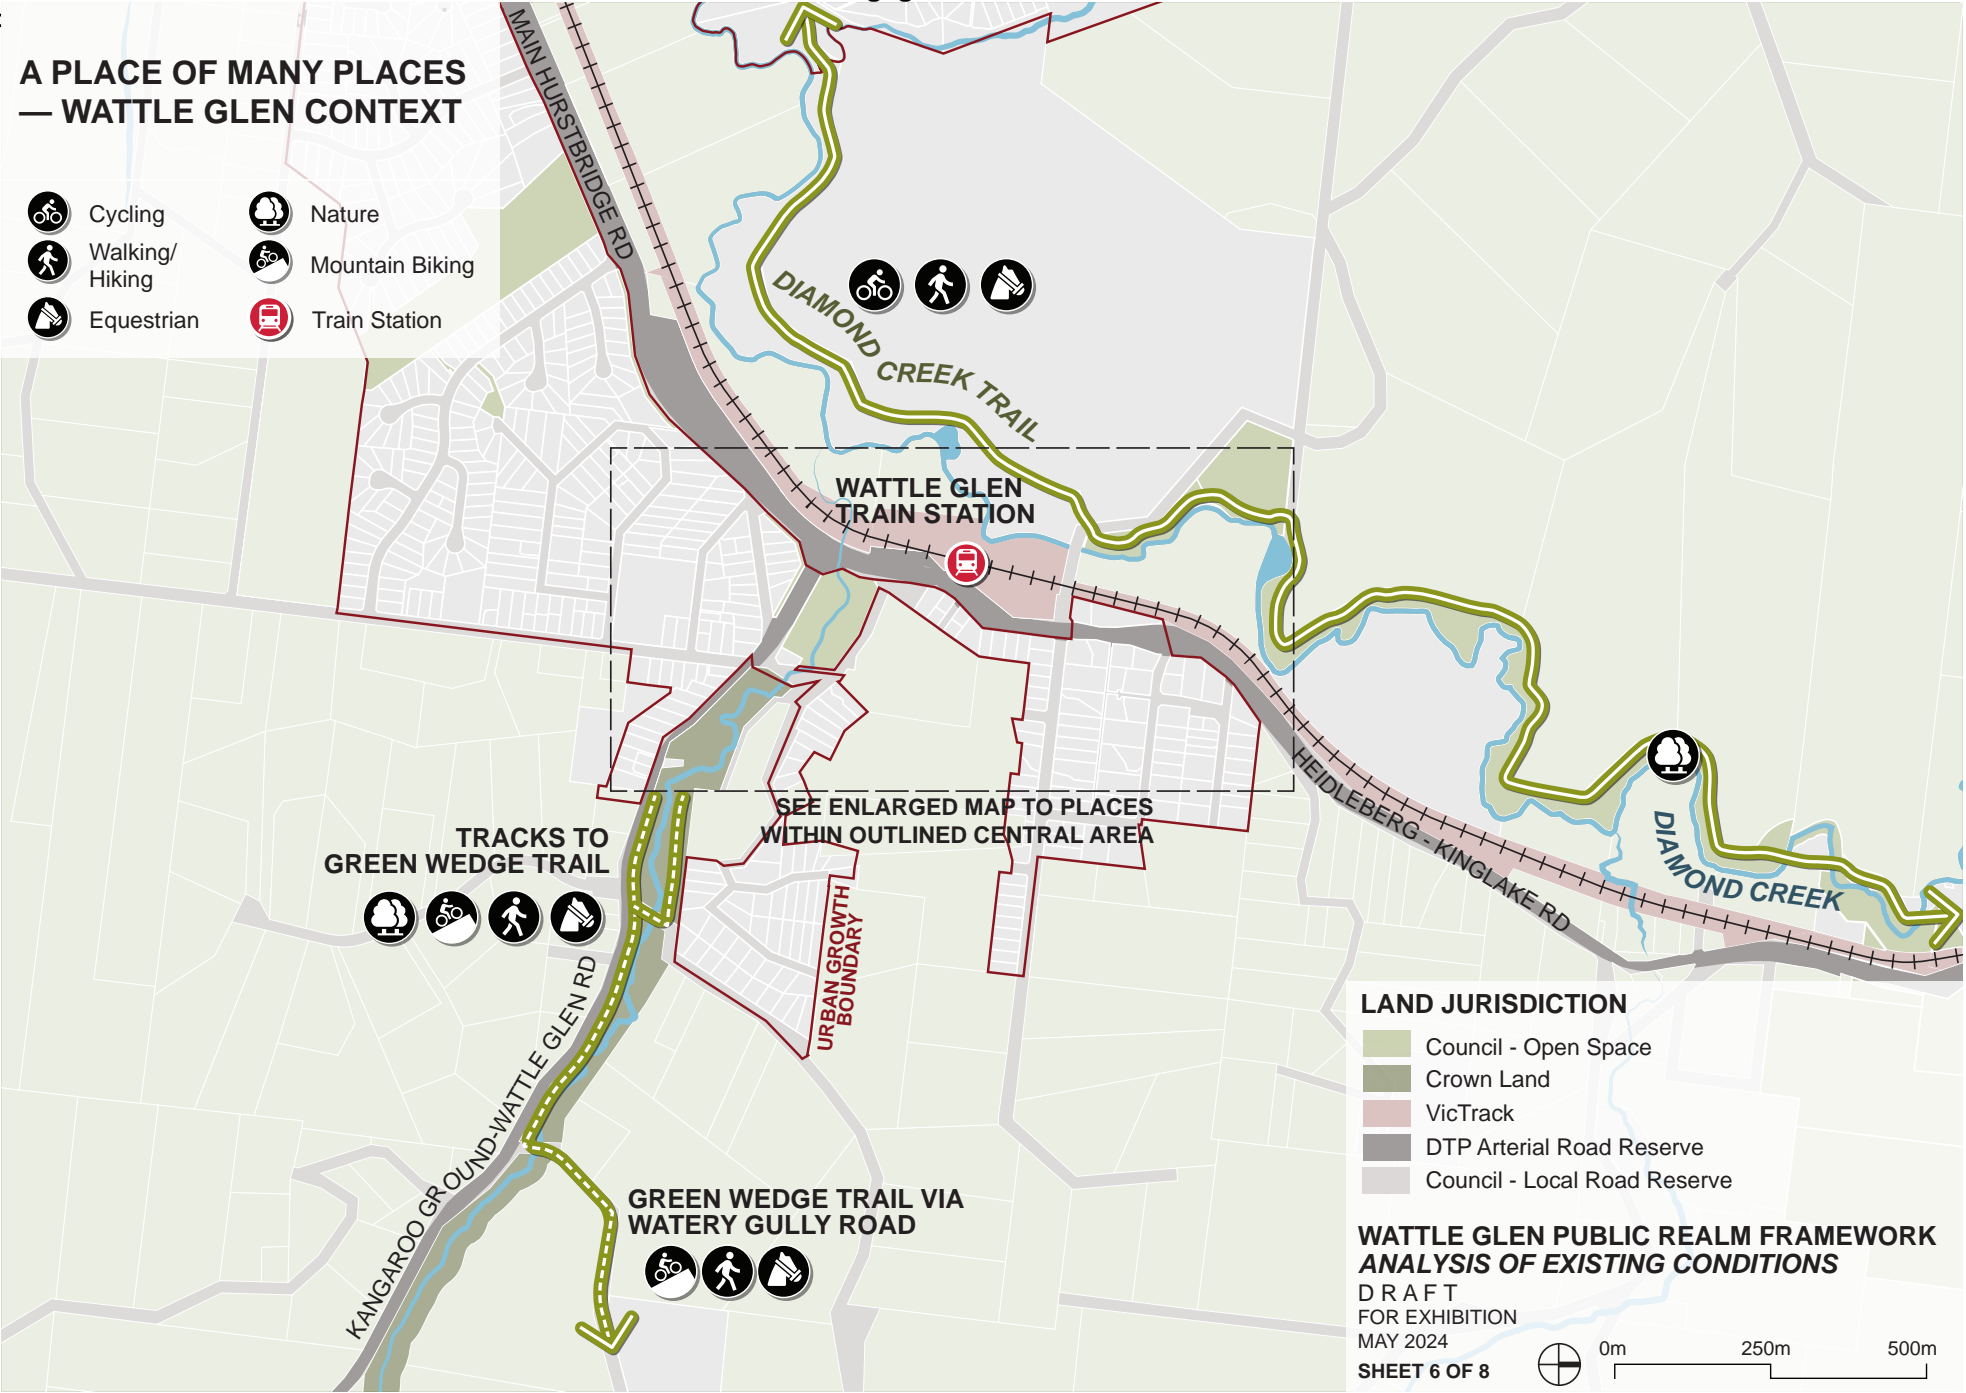 A PLACE OF MANY PLACES
— WATTLE GLEN CONTEXT
Cycling
Nature
Walking/
Hiking
Mountain Biking
Equestrian
Train Station
MAIN HURSTBRIDGE RD
DIAMOND CREEK TRAIL
WATTLE GLEN
TRAIN STATION
SEE ENLARGED MAP TO PLACES
WITHIN OUTLINED CENTRAL AREA
HEIDLEBERG - KINGLAKE RD
DIAMOND CREEK
TRACKS TO
GREEN WEDGE TRAIL
URBAN GROWTH
BOUNDARY
KANGAROO GROUND-WATTLE GLEN RD
GREEN WEDGE TRAIL VIA
WATERY GULLY ROAD
LAND JURISDICTION
Council - Open Space
Crown Land
VicTrack
DTP Arterial Road Reserve
Council - Local Road Reserve
WATTLE GLEN PUBLIC REALM FRAMEWORK
ANALYSIS OF EXISTING CONDITIONS
D R A F T
FOR EXHIBITION
MAY 2024
SHEET 6 OF 8
0m 250m 500m